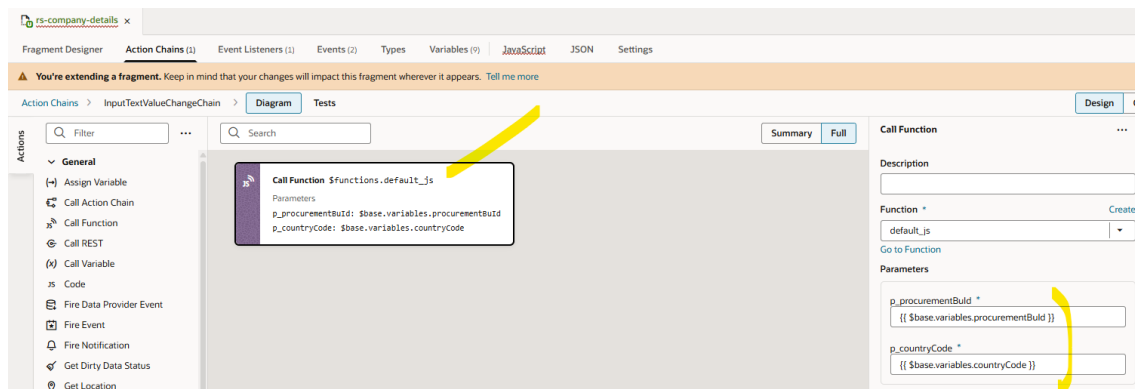 rs-company-details ×
Fragment Designer Action Chains (1) Event Listeners (1) Events (2) Types Variables (9) JavaScript JSON Settings
You're extending a fragment. Keep in mind that your changes will impact this fragment wherever it appears. Tell me more
Action Chains > InputTextValueChangeChain > Diagram Tests Design
Actions
Filter
General
Assign Variable
Call Action Chain
Call Function
Call REST
(x) Call Variable
JS Code
Fire Data Provider Event
Fire Event
Fire Notification
Get Dirty Data Status
Get Location
Search
Summary Full
JS Call Function $functions.default_js
Parameters
p_procurementBuId: $base.variables.procurementBuId
p_countryCode: $base.variables.countryCode
Call Function
Description
Function * Create
default_js
Go to Function
Parameters
p_procurementBuId *
{{ $base.variables.procurementBuId }}
p_countryCode *
{{ $base.variables.countryCode }}